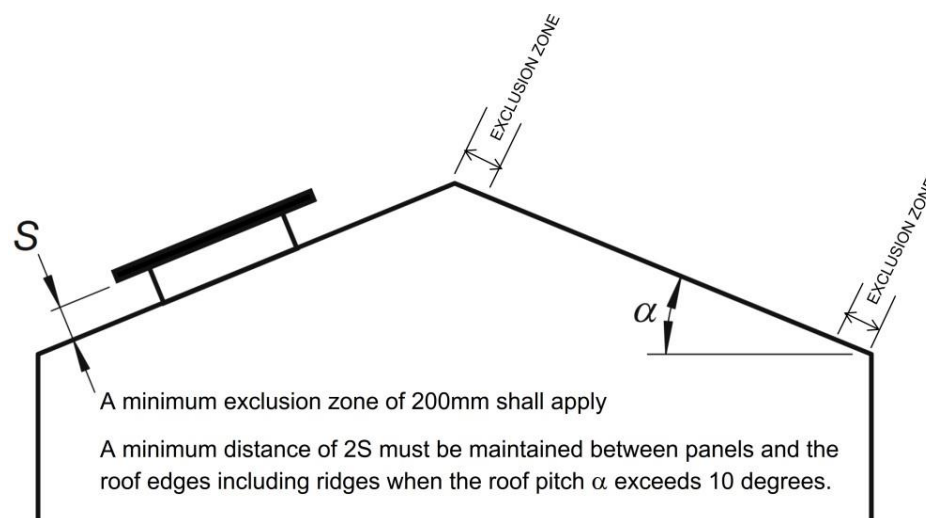 EXCLUSION ZONE
EXCLUSION ZONE
S
α
A minimum exclusion zone of 200mm shall apply
A minimum distance of 2S must be maintained between panels and the
roof edges including ridges when the roof pitch α exceeds 10 degrees.